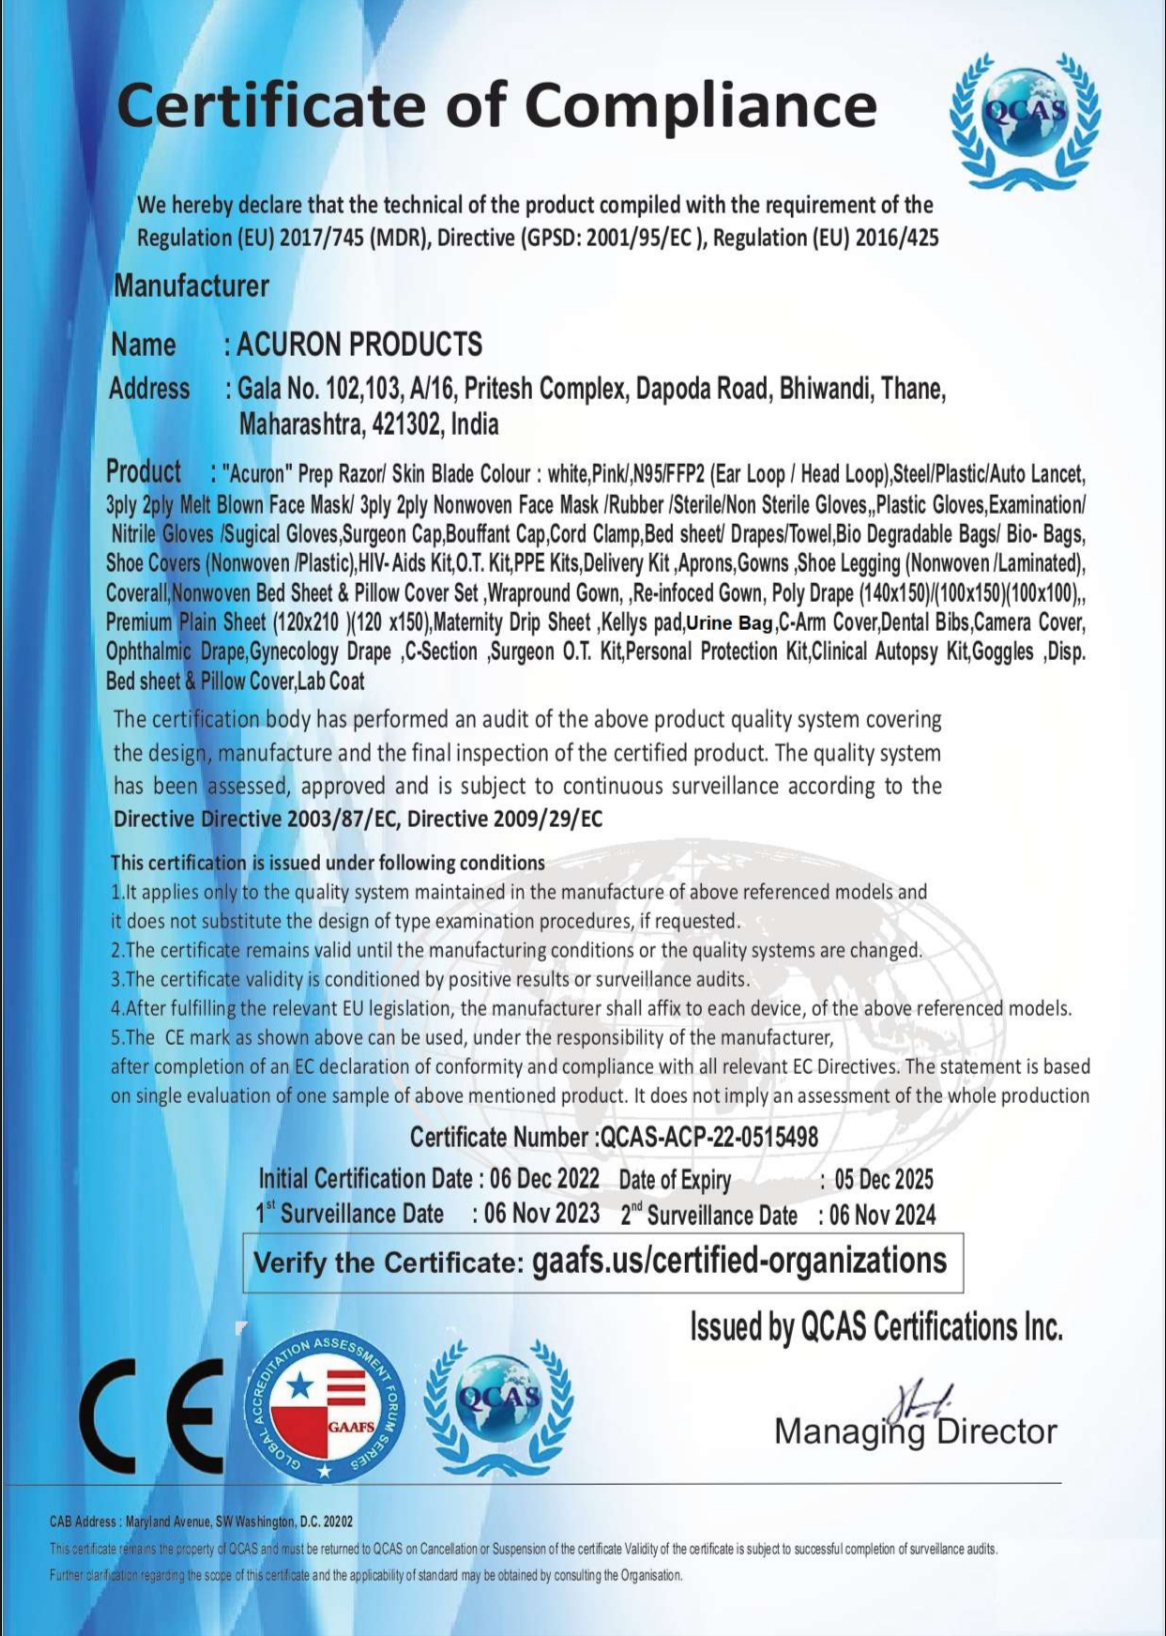 Certificate of Compliance
QCAS
We hereby declare that the technical of the product compiled with the requirement of the
Regulation (EU) 2017/745 (MDR), Directive (GPSD: 2001/95/EC ), Regulation (EU) 2016/425
Manufacturer
Name : ACURON PRODUCTS
Address : Gala No. 102,103, A/16, Pritesh Complex, Dapoda Road, Bhiwandi, Thane,
Maharashtra, 421302, India
Product : "Acuron" Prep Razor/ Skin Blade Colour : white,Pink/,N95/FFP2 (Ear Loop / Head Loop),Steel/Plastic/Auto Lancet,
3ply 2ply Melt Blown Face Mask/ 3ply 2ply Nonwoven Face Mask /Rubber /Sterile/Non Sterile Gloves,,Plastic Gloves,Examination/
Nitrile Gloves /Sugical Gloves,Surgeon Cap,Bouffant Cap,Cord Clamp,Bed sheet/ Drapes/Towel,Bio Degradable Bags/ Bio- Bags,
Shoe Covers (Nonwoven /Plastic),HIV- Aids Kit,O.T. Kit,PPE Kits,Delivery Kit ,Aprons,Gowns ,Shoe Legging (Nonwoven /Laminated),
Coverall,Nonwoven Bed Sheet & Pillow Cover Set ,Wrapround Gown, ,Re-infoced Gown, Poly Drape (140x150)/(100x150)(100x100),,
Premium Plain Sheet (120x210 )(120 x150),Maternity Drip Sheet ,Kellys pad,Urine Bag,C-Arm Cover,Dental Bibs,Camera Cover,
Ophthalmic Drape,Gynecology Drape ,C-Section ,Surgeon O.T. Kit,Personal Protection Kit,Clinical Autopsy Kit,Goggles ,Disp.
Bed sheet & Pillow Cover,Lab Coat
The certification body has performed an audit of the above product quality system covering
the design, manufacture and the final inspection of the certified product. The quality system
has been assessed, approved and is subject to continuous surveillance according to the
Directive Directive 2003/87/EC, Directive 2009/29/EC
This certification is issued under following conditions
1.It applies only to the quality system maintained in the manufacture of above referenced models and
it does not substitute the design of type examination procedures, if requested.
2.The certificate remains valid until the manufacturing conditions or the quality systems are changed.
3.The certificate validity is conditioned by positive results or surveillance audits.
4.After fulfilling the relevant EU legislation, the manufacturer shall affix to each device, of the above referenced models.
5.The CE mark as shown above can be used, under the responsibility of the manufacturer,
after completion of an EC declaration of conformity and compliance with all relevant EC Directives. The statement is based
on single evaluation of one sample of above mentioned product. It does not imply an assessment of the whole production
Certificate Number :QCAS-ACP-22-0515498
Initial Certification Date : 06 Dec 2022 Date of Expiry : 05 Dec 2025
1st Surveillance Date : 06 Nov 2023 2nd Surveillance Date : 06 Nov 2024
Verify the Certificate: gaafs.us/certified-organizations
Issued by QCAS Certifications Inc.
CE
GLOBAL ACCREDITATION ASSESSMENT FORUM SERIES
GAAFS
QCAS
Managing Director
CAB Address : Maryland Avenue, SW Washington, D.C. 20202
This certificate remains the property of QCAS and must be returned to QCAS on Cancellation or Suspension of the certificate Validity of the certificate is subject to successful completion of surveillance audits.
Further clarification regarding the scope of this certificate and the applicability of standard may be obtained by consulting the Organisation.